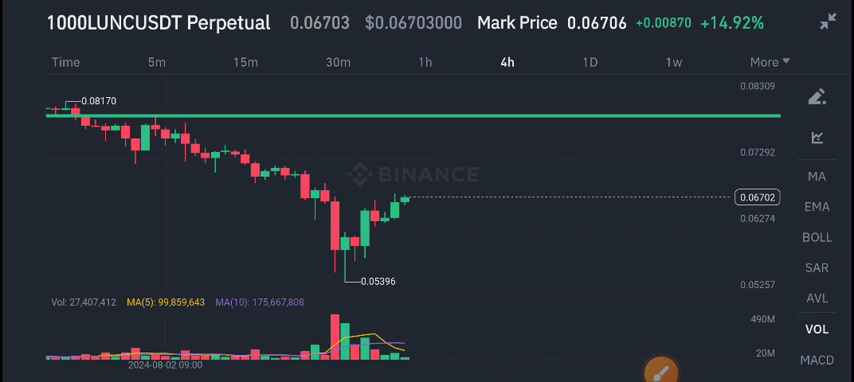 1000LUNCUSDT Perpetual 0.06703 $0.06703000 Mark Price 0.06706 +0.00870 +14.92%
Time 5m 15m 30m 1h 4h 1D 1w More
0.08309
0.08170
0.07292
BINANCE
MA
0.06702
EMA
0.06274
BOLL
SAR
0.05396
0.05257
AVL
Vol: 27,407,412 MA(5): 99,859,643 MA(10): 175,667,808
490M
VOL
20M
MACD
2024-08-02 09:00